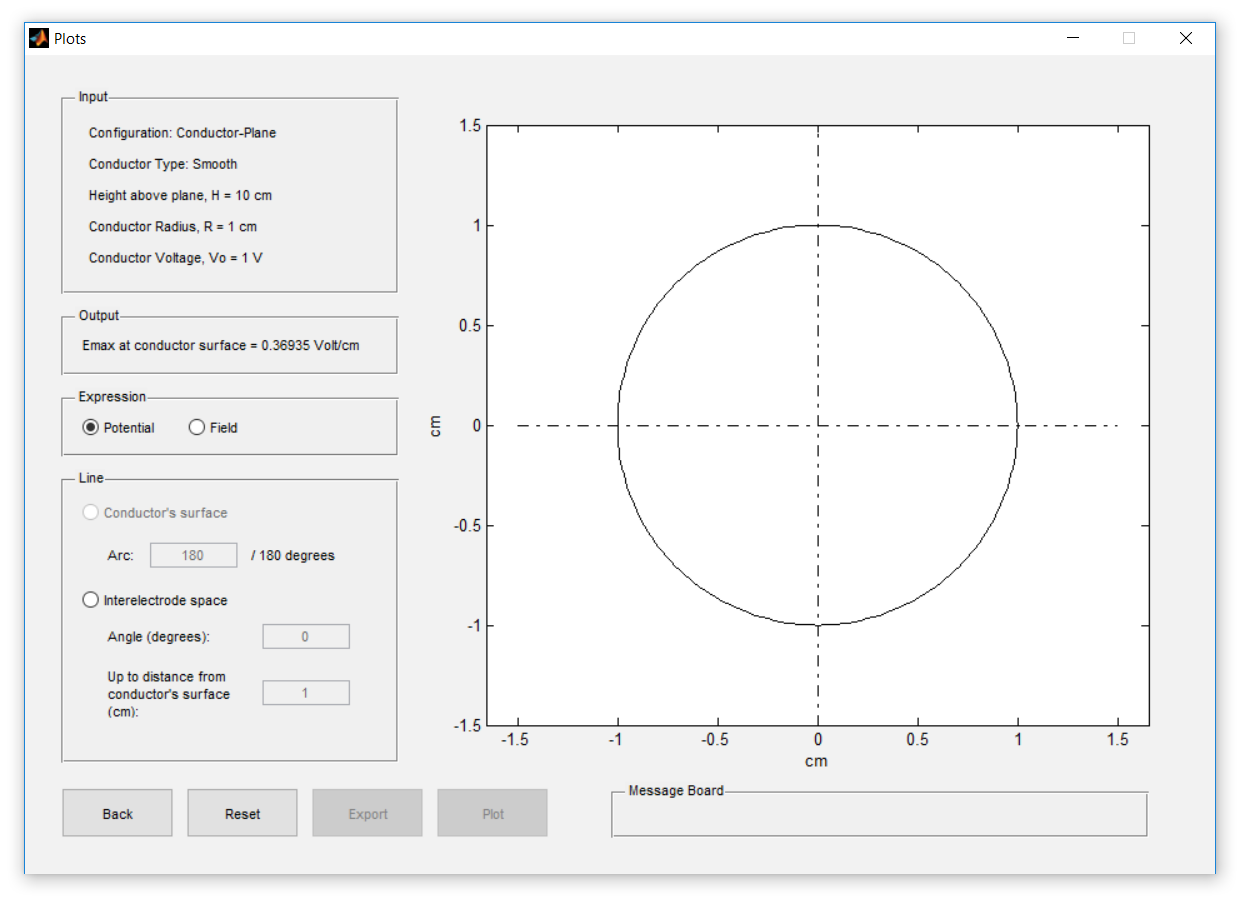 Plots
Input
Configuration: Conductor-Plane
Conductor Type: Smooth
Height above plane, H = 10 cm
Conductor Radius, R = 1 cm
Conductor Voltage, Vo = 1 V
Output
Emax at conductor surface = 0.36935 Volt/cm
Expression
Potential Field
Line
Conductor's surface
Arc: 180 / 180 degrees
Interelectrode space
Angle (degrees): 0
Up to distance from
conductor's surface 1
(cm):
Back Reset Export Plot
1.5
1
0.5
0
-0.5
-1
-1.5
cm
-1.5 -1 -0.5 0 0.5 1 1.5
cm
Message Board